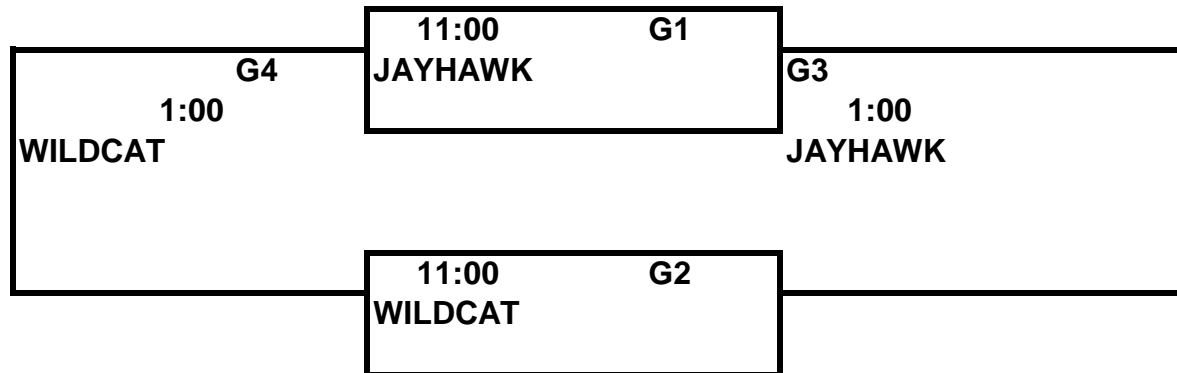 11:00 G1
G4 JAYHAWK G3
1:00 1:00
WILDCAT JAYHAWK
11:00 G2
WILDCAT